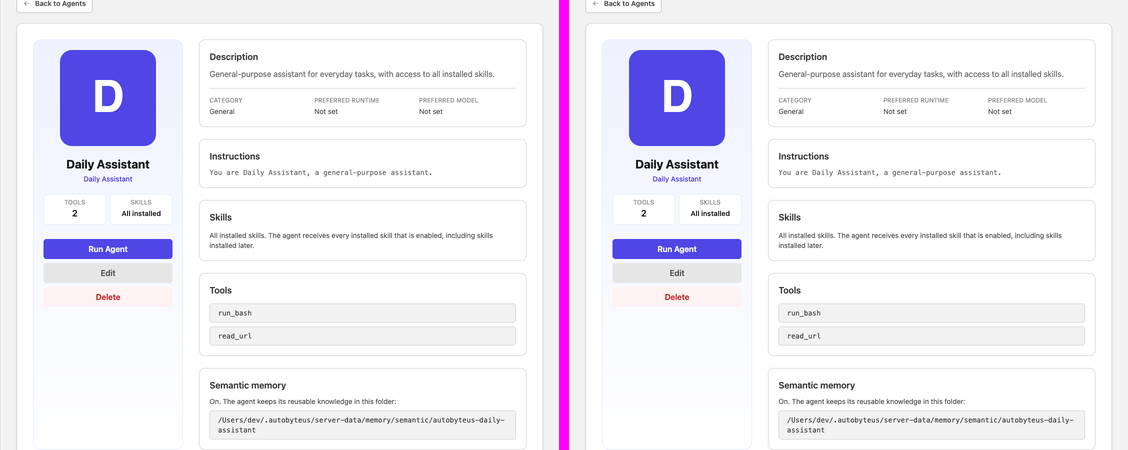 ← Back to Agents
D
Daily Assistant
Daily Assistant
TOOLS
2
SKILLS
All installed
Run Agent
Edit
Delete
Description
General-purpose assistant for everyday tasks, with access to all installed skills.
CATEGORY PREFERRED RUNTIME PREFERRED MODEL
General Not set Not set
Instructions
You are Daily Assistant, a general-purpose assistant.
Skills
All installed skills. The agent receives every installed skill that is enabled, including skills
installed later.
Tools
run_bash
read_url
Semantic memory
On. The agent keeps its reusable knowledge in this folder:
/Users/dev/.autobyteus/server-data/memory/semantic/autobyteus-daily-
assistant
← Back to Agents
D
Daily Assistant
Daily Assistant
TOOLS
2
SKILLS
All installed
Run Agent
Edit
Delete
Description
General-purpose assistant for everyday tasks, with access to all installed skills.
CATEGORY PREFERRED RUNTIME PREFERRED MODEL
General Not set Not set
Instructions
You are Daily Assistant, a general-purpose assistant.
Skills
All installed skills. The agent receives every installed skill that is enabled, including skills
installed later.
Tools
run_bash
read_url
Semantic memory
On. The agent keeps its reusable knowledge in this folder:
/Users/dev/.autobyteus/server-data/memory/semantic/autobyteus-daily-
assistant